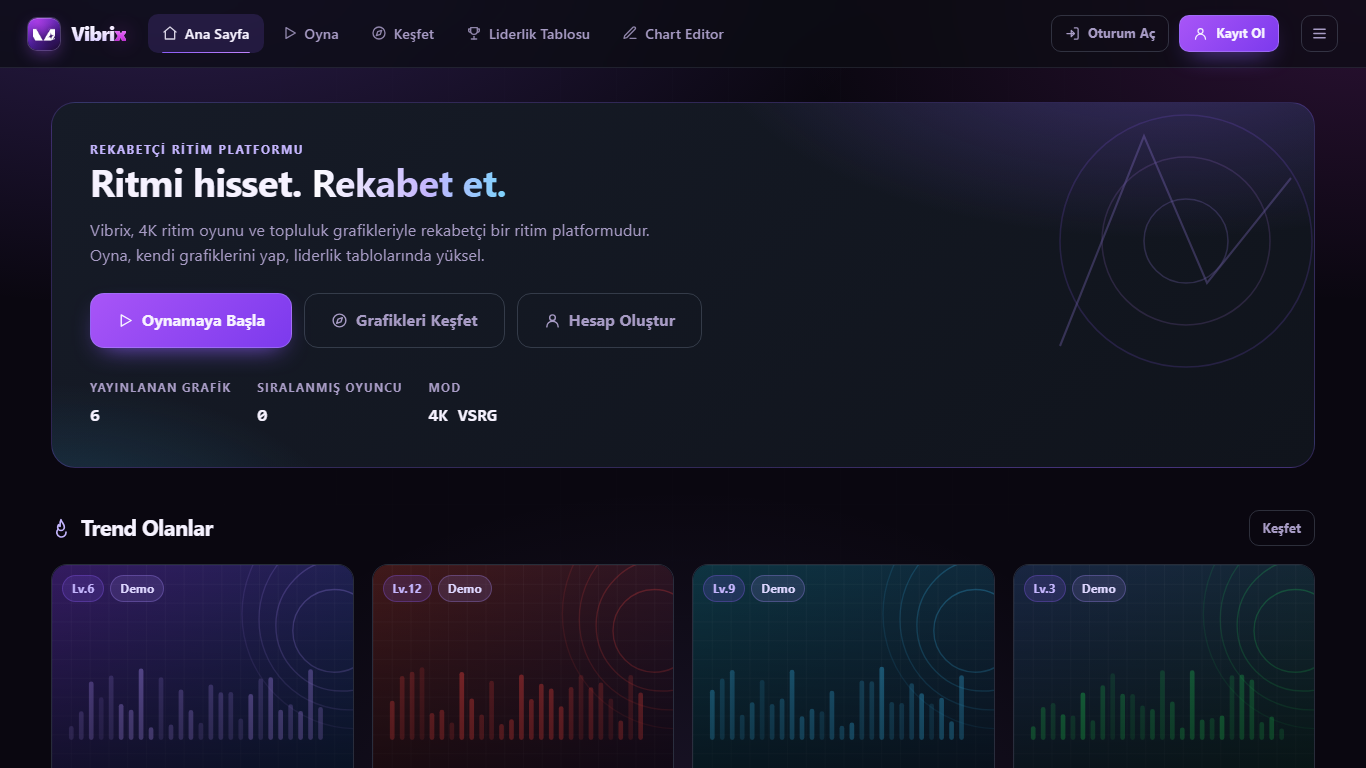 Vibrix
Ana Sayfa
Oyna
Keşfet
Liderlik Tablosu
Chart Editor
Oturum Aç
Kayıt Ol
REKABETÇİ RİTİM PLATFORMU
Ritmi hisset. Rekabet et.
Vibrix, 4K ritim oyunu ve topluluk grafikleriyle rekabetçi bir ritim platformudur.
Oyna, kendi grafiklerini yap, liderlik tablolarında yüksel.
Oynamaya Başla
Grafikleri Keşfet
Hesap Oluştur
YAYINLANAN GRAFİK
6
SIRALANMIŞ OYUNCU
0
MOD
4K VSRG
Trend Olanlar
Keşfet
Lv.6 Demo
Lv.12 Demo
Lv.9 Demo
Lv.3 Demo